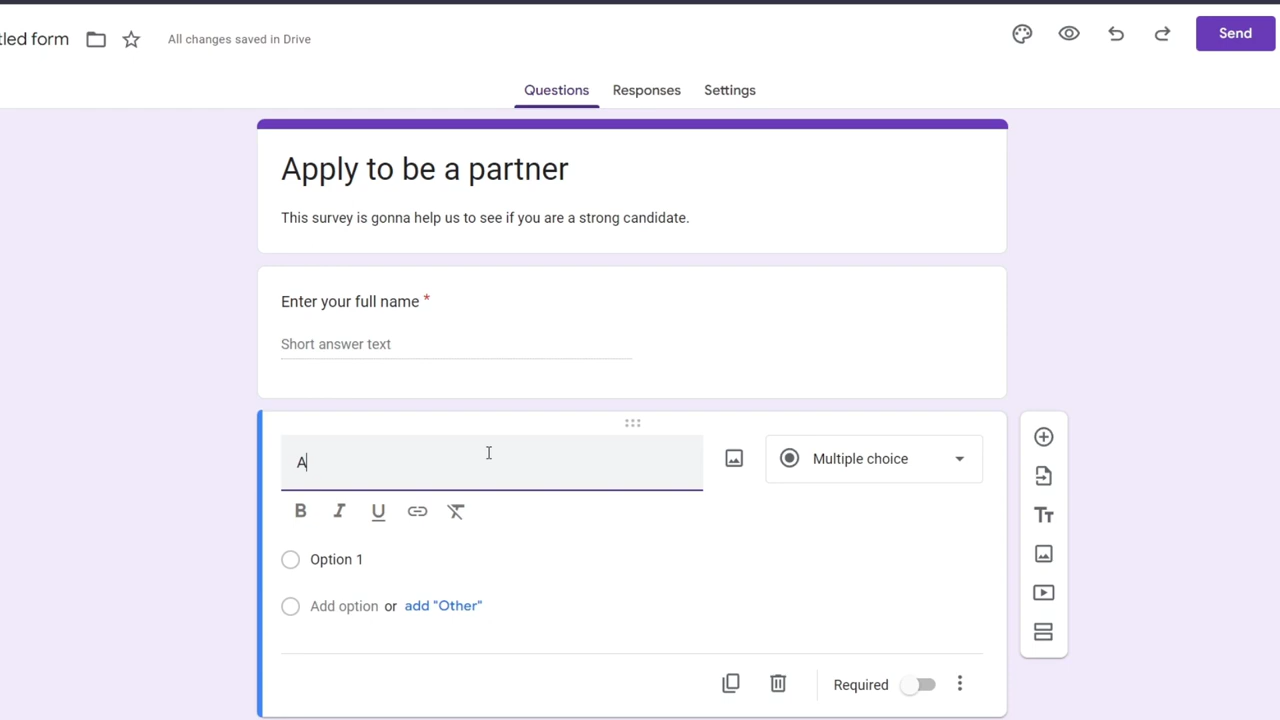 tled form
All changes saved in Drive
Send
Questions Responses Settings
Apply to be a partner
This survey is gonna help us to see if you are a strong candidate.
Enter your full name *
Short answer text
A
Multiple choice
B I U
Option 1
Add option or add "Other"
Required
Tт